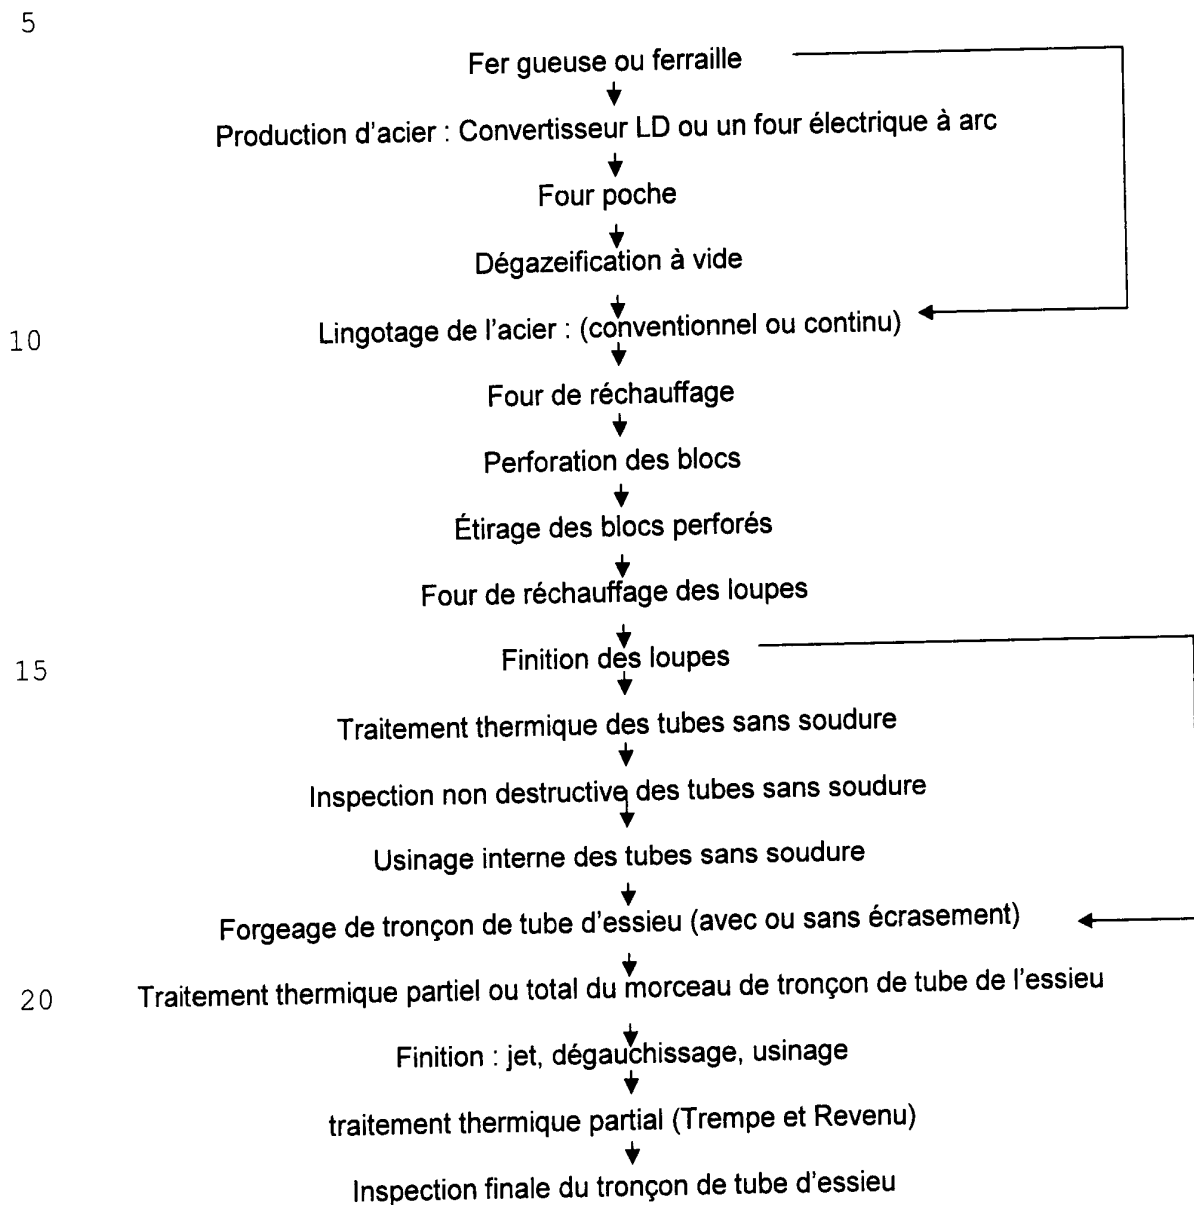 5
Fer gueuse ou ferraille
Production d'acier : Convertisseur LD ou un four électrique à arc
Four poche
Dégazeification à vide
10
Lingotage de l'acier : (conventionnel ou continu)
Four de réchauffage
Perforation des blocs
Étirage des blocs perforés
Four de réchauffage des loupes
15
Finition des loupes
Traitement thermique des tubes sans soudure
Inspection non destructive des tubes sans soudure
Usinage interne des tubes sans soudure
Forgeage de tronçon de tube d'essieu (avec ou sans écrasement)
20
Traitement thermique partiel ou total du morceau de tronçon de tube de l'essieu
Finition : jet, dégauchissage, usinage
traitement thermique partial (Trempe et Revenu)
Inspection finale du tronçon de tube d'essieu